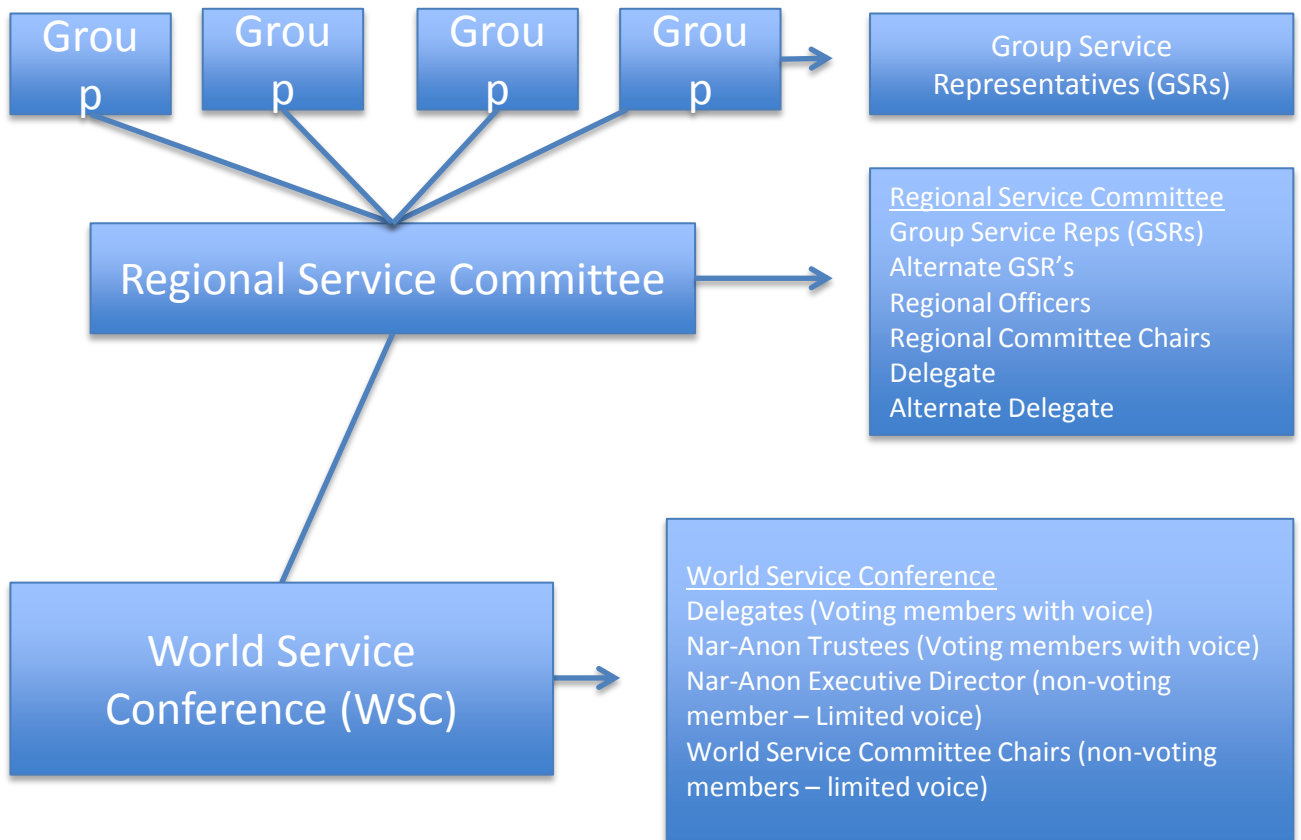 Grou
p
Grou
p
Grou
p
Grou
p
Group Service
Representatives (GSRs)
Regional Service Committee
Regional Service Committee
Group Service Reps (GSRs)
Alternate GSR’s
Regional Officers
Regional Committee Chairs
Delegate
Alternate Delegate
World Service
Conference (WSC)
World Service Conference
Delegates (Voting members with voice)
Nar-Anon Trustees (Voting members with voice)
Nar-Anon Executive Director (non-voting
member – Limited voice)
World Service Committee Chairs (non-voting
members – limited voice)